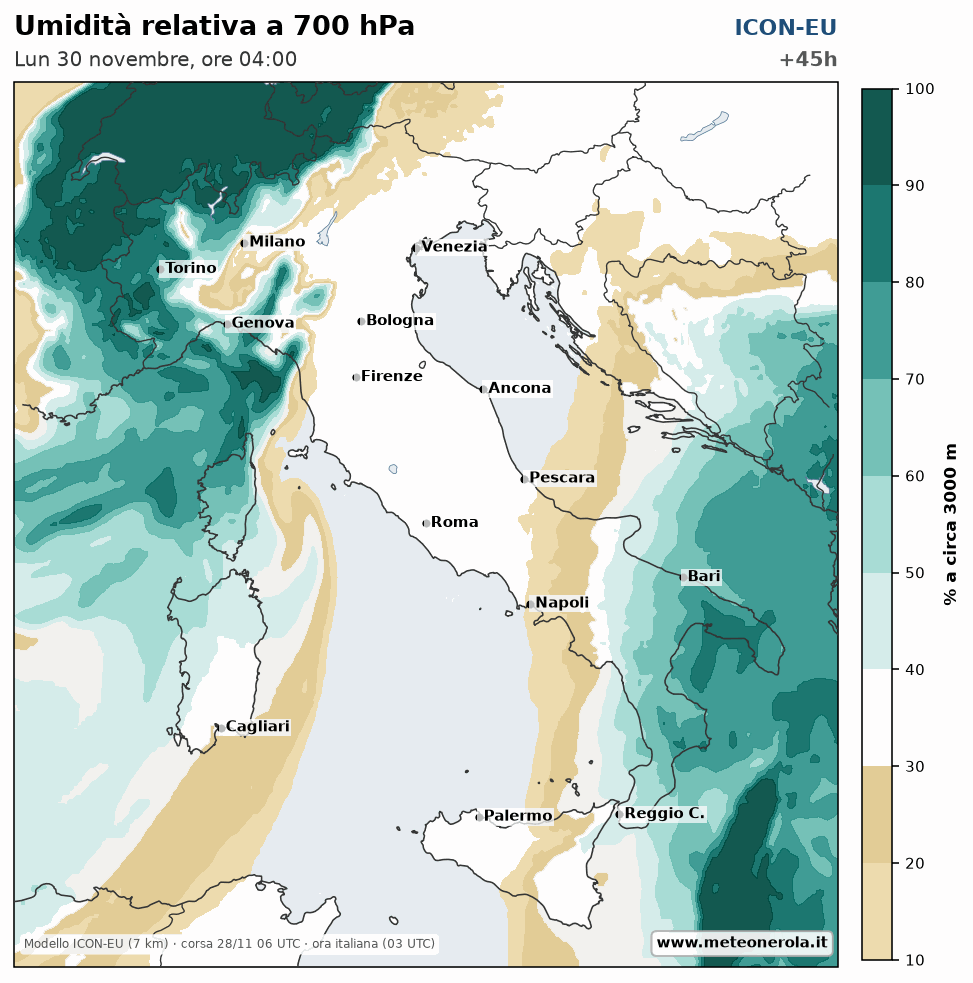 Umidità relativa a 700 hPa
ICON-EU
Lun 30 novembre, ore 04:00
+45h
100
90
80
70
60
50
40
30
20
10
% a circa 3000 m
Milano
Venezia
Torino
Genova
Bologna
Firenze
Ancona
Pescara
Roma
Bari
Napoli
Cagliari
Palermo
Reggio C.
Modello ICON-EU (7 km) · corsa 28/11 06 UTC · ora italiana (03 UTC)
www.meteonerola.it